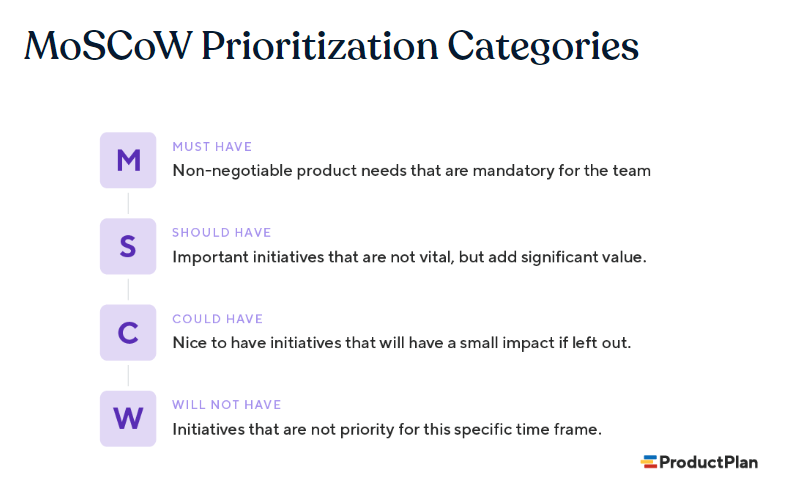 MoSCoW Prioritization Categories
M
MUST HAVE
Non-negotiable product needs that are mandatory for the team
S
SHOULD HAVE
Important initiatives that are not vital, but add significant value.
C
COULD HAVE
Nice to have initiatives that will have a small impact if left out.
W
WILL NOT HAVE
Initiatives that are not priority for this specific time frame.
ProductPlan